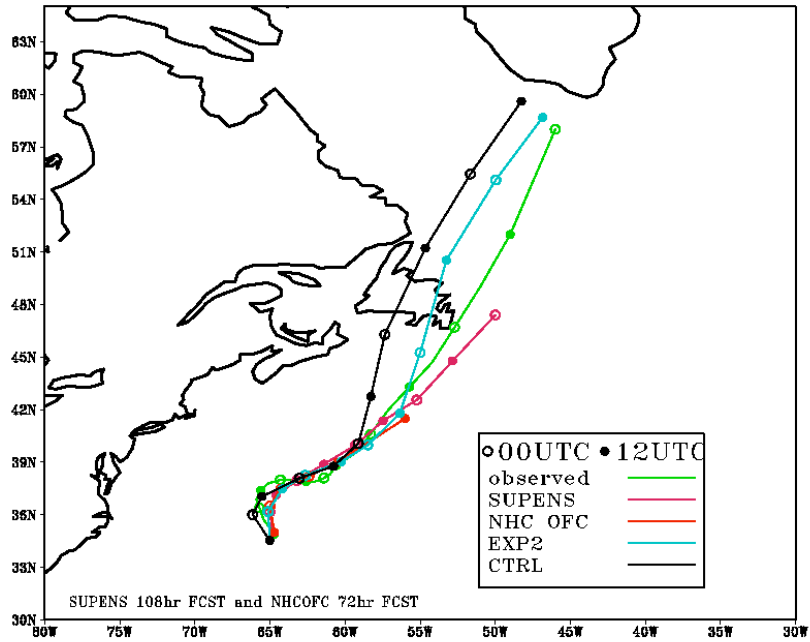 63N
60N
57N
54N
51N
48N
45N
42N
39N
36N
33N
30N
00UTC 12UTC
observed
SUPENS
NHC OFC
EXP2
CTRL
SUPENS 108hr FCST and NHCOFC 72hr FCST
80W 75W 70W 65W 60W 55W 50W 45W 40W 35W 30W